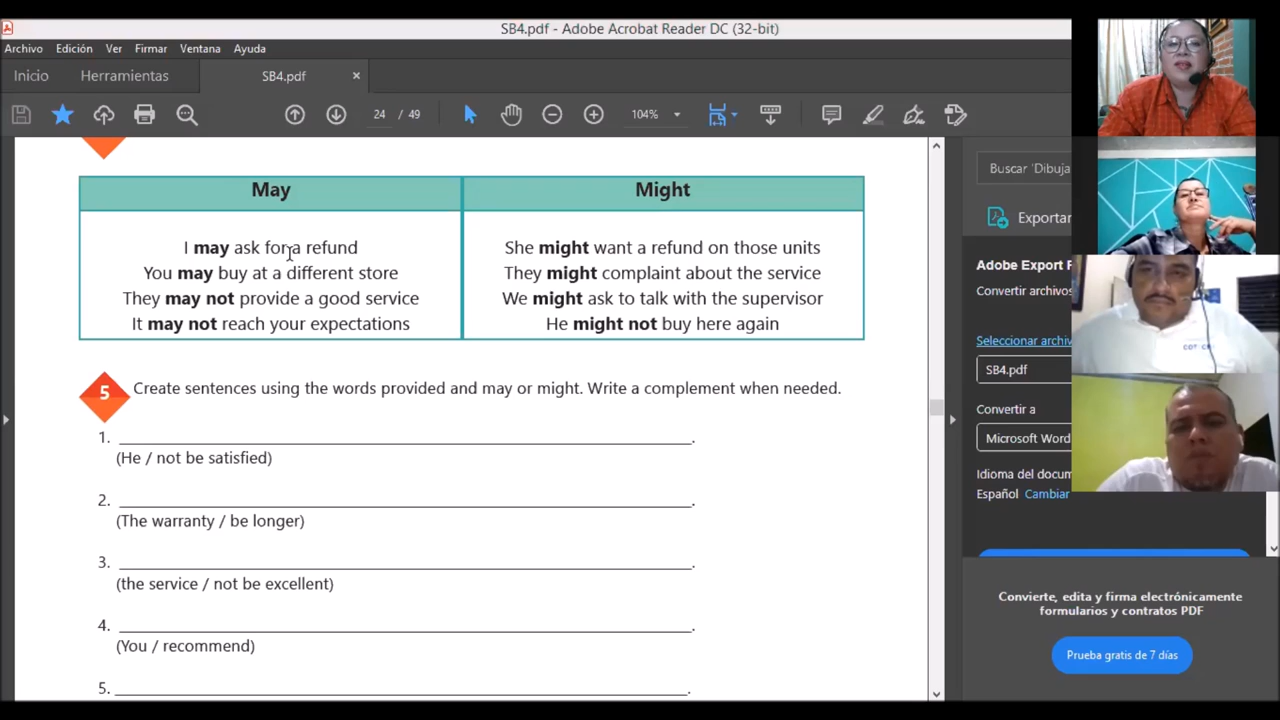 SB4.pdf - Adobe Acrobat Reader DC (32-bit)
Archivo Edición Ver Firmar Ventana Ayuda
Inicio Herramientas SB4.pdf ×
24 / 49 104%
May Might
I may ask for a refund
You may buy at a different store
They may not provide a good service
It may not reach your expectations
She might want a refund on those units
They might complaint about the service
We might ask to talk with the supervisor
He might not buy here again
5 Create sentences using the words provided and may or might. Write a complement when needed.
1. ______________________________.
(He / not be satisfied)
2. ______________________________.
(The warranty / be longer)
3. ______________________________.
(the service / not be excellent)
4. ______________________________.
(You / recommend)
5. ______________________________.
Buscar 'Dibuja
Exportar
Adobe Export
Convertir archivos
Seleccionar archiv
SB4.pdf
Convertir a
Microsoft Word
Idioma del docum
Español Cambiar
Convierte, edita y firma electrónicamente
formularios y contratos PDF
Prueba gratis de 7 días